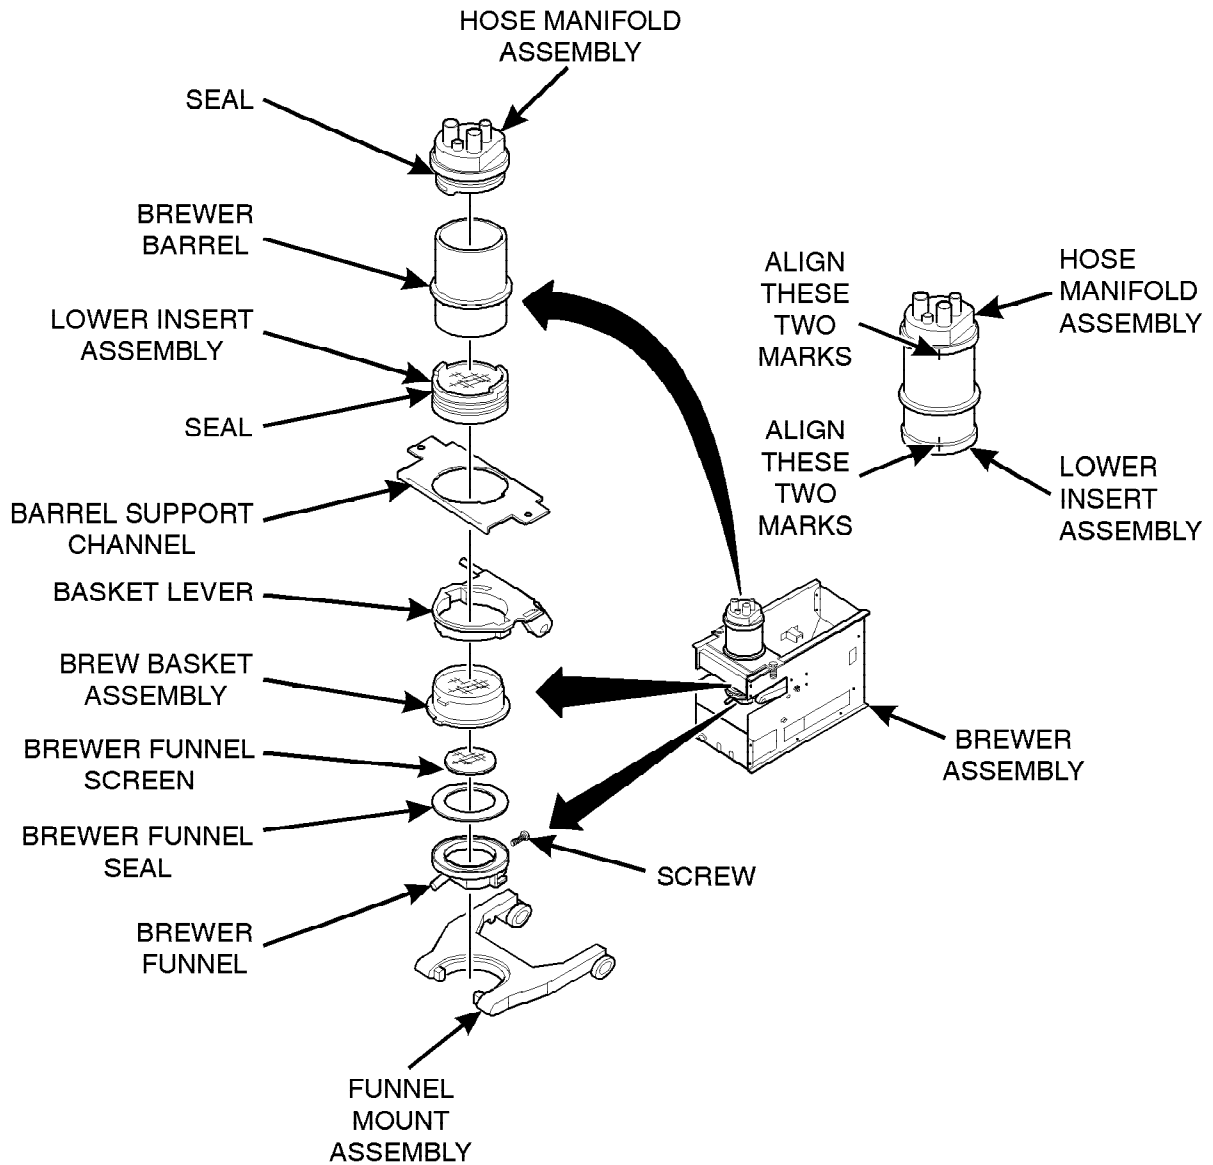 HOSE MANIFOLD
ASSEMBLY
SEAL
BREWER
BARREL
LOWER INSERT
ASSEMBLY
SEAL
BARREL SUPPORT
CHANNEL
BASKET LEVER
BREW BASKET
ASSEMBLY
BREWER FUNNEL
SCREEN
BREWER FUNNEL
SEAL
BREWER
FUNNEL
FUNNEL
MOUNT
ASSEMBLY
SCREW
BREWER
ASSEMBLY
ALIGN
THESE
TWO
MARKS
ALIGN
THESE
TWO
MARKS
HOSE
MANIFOLD
ASSEMBLY
LOWER
INSERT
ASSEMBLY